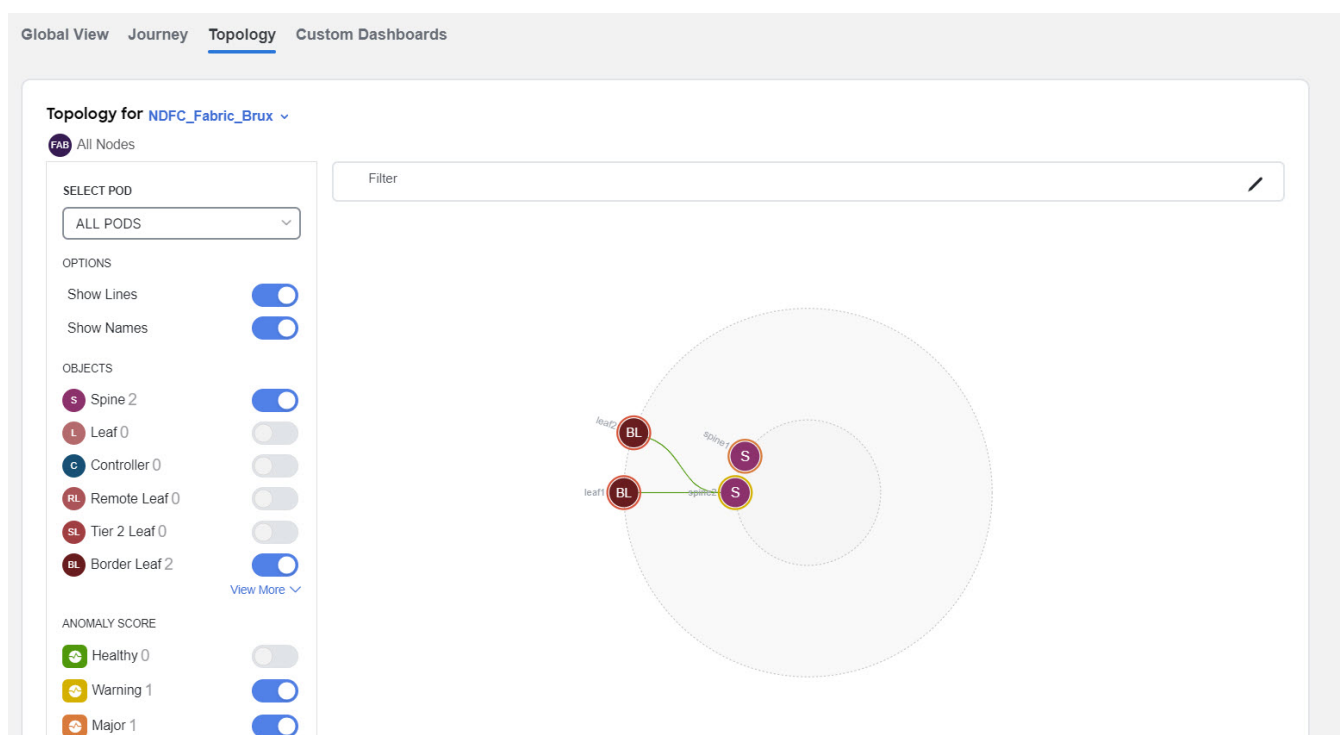 Global View Journey Topology Custom Dashboards
Topology for NDFC_Fabric_Brux
FAB All Nodes
SELECT POD
ALL PODS
OPTIONS
Show Lines
Show Names
OBJECTS
S Spine 2
L Leaf 0
C Controller 0
RL Remote Leaf 0
SL Tier 2 Leaf 0
BL Border Leaf 2
View More
ANOMALY SCORE
Healthy 0
Warning 1
Major 1
Filter
leaf2 BL
spine1 S
leaf1 BL
spine2 S